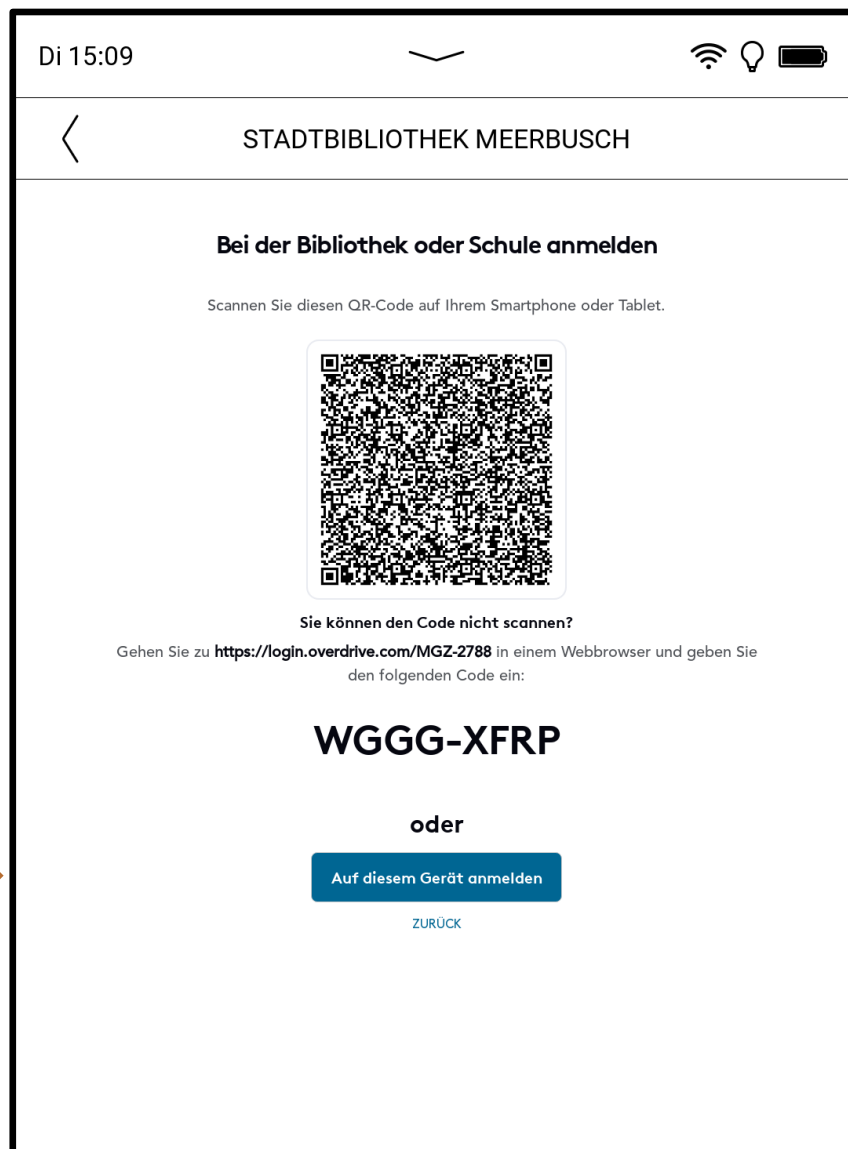 Di 15:09
STADTBIBLIOTHEK MEERBUSCH
Bei der Bibliothek oder Schule anmelden
Scannen Sie diesen QR-Code auf Ihrem Smartphone oder Tablet.
Sie können den Code nicht scannen?
Gehen Sie zu https://login.overdrive.com/MGZ-2788 in einem Webbrowser und geben Sie
den folgenden Code ein:
WGGG-XFRP
oder
Auf diesem Gerät anmelden
ZURÜCK